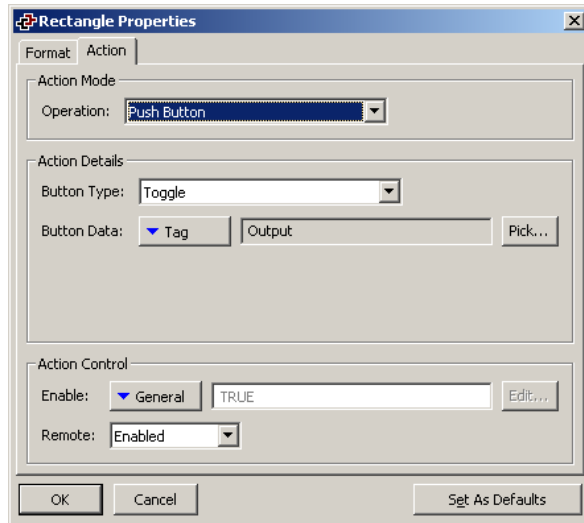 Rectangle Properties
Format Action
Action Mode
Operation: Push Button
Action Details
Button Type: Toggle
Button Data: Tag Output Pick...
Action Control
Enable: General TRUE Edit...
Remote: Enabled
OK Cancel Set As Defaults